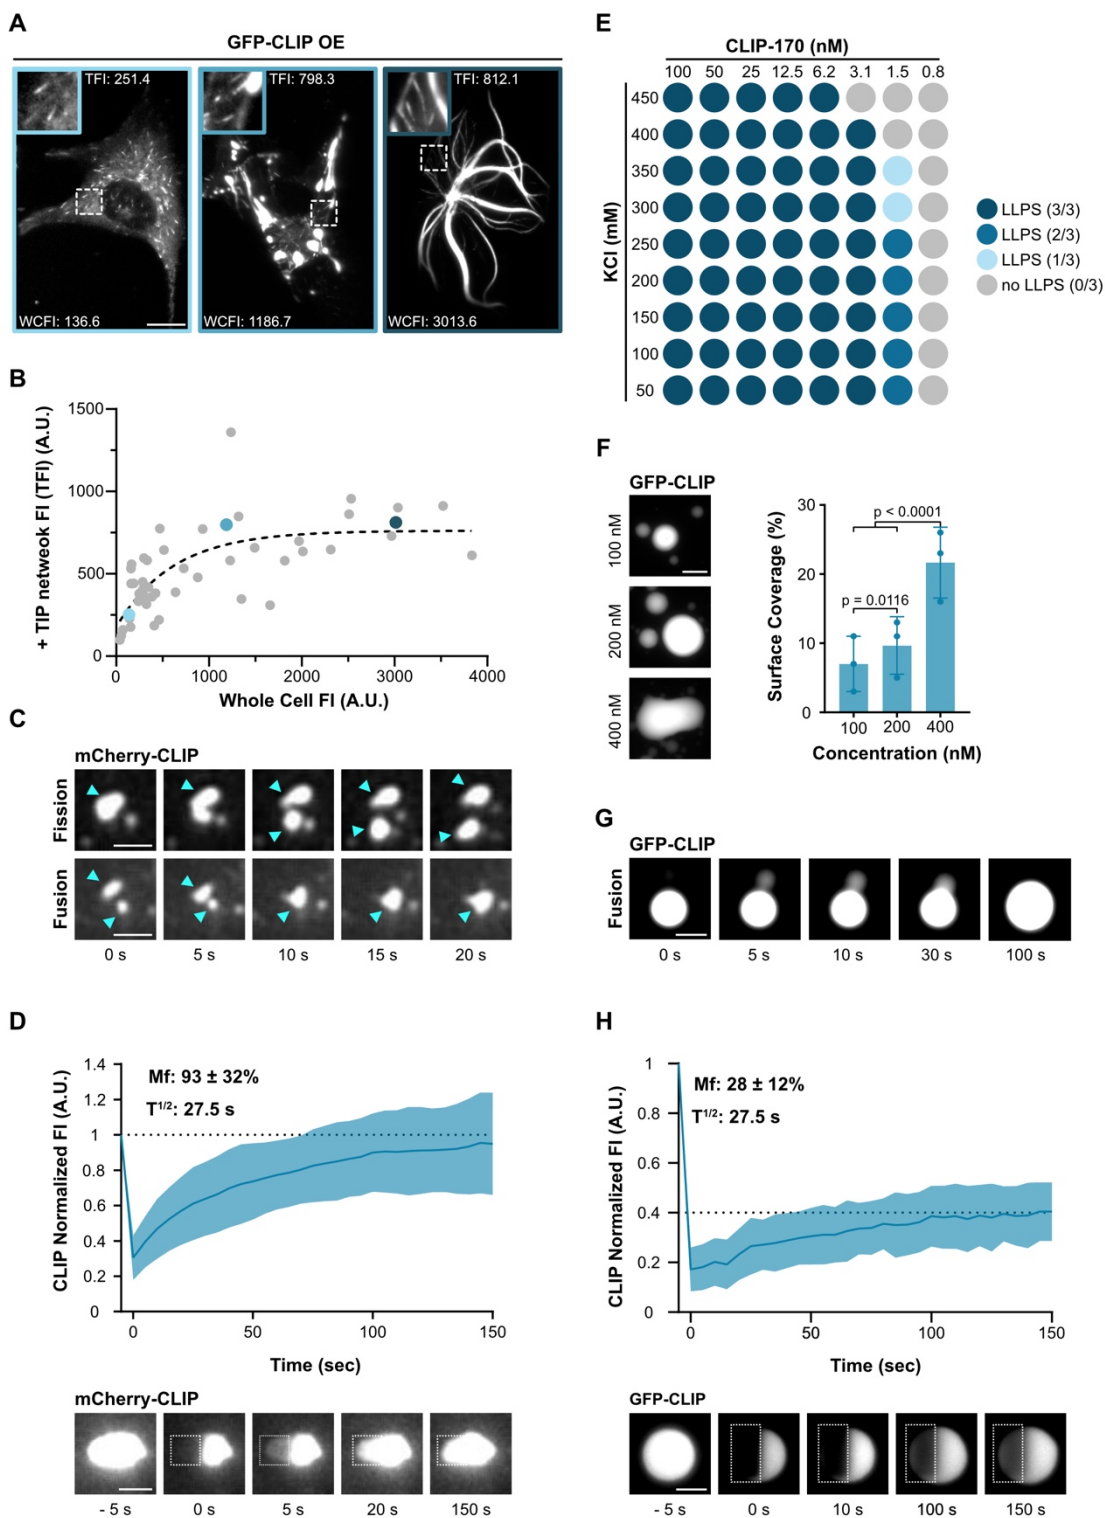 A
GFP-CLIP OE
TFI: 251.4
TFI: 798.3
TFI: 812.1
WCFI: 136.6
WCFI: 1186.7
WCFI: 3013.6
B
+ TIP netweok FI (TFI) (A.U.)
1500
1000
500
0
0 1000 2000 3000 4000
Whole Cell FI (A.U.)
C
mCherry-CLIP
Fission
Fusion
0 s 5 s 10 s 15 s 20 s
D
CLIP Normalized FI (A.U.)
1.4
1.2
1
0.8
0.6
0.4
0.2
0
Mf: 93 ± 32%
T1/2: 27.5 s
0 50 100 150
Time (sec)
mCherry-CLIP
- 5 s 0 s 5 s 20 s 150 s
E
CLIP-170 (nM)
100 50 25 12.5 6.2 3.1 1.5 0.8
KCl (mM)
450
400
350
300
250
200
150
100
50
LLPS (3/3)
LLPS (2/3)
LLPS (1/3)
no LLPS (0/3)
F
GFP-CLIP
100 nM
200 nM
400 nM
Surface Coverage (%)
30
20
10
0
p < 0.0001
p = 0.0116
100 200 400
Concentration (nM)
G
GFP-CLIP
Fusion
0 s 5 s 10 s 30 s 100 s
H
CLIP Normalized FI (A.U.)
1
0.8
0.6
0.4
0.2
0
Mf: 28 ± 12%
T1/2: 27.5 s
0 50 100 150
Time (sec)
GFP-CLIP
- 5 s 0 s 10 s 100 s 150 s